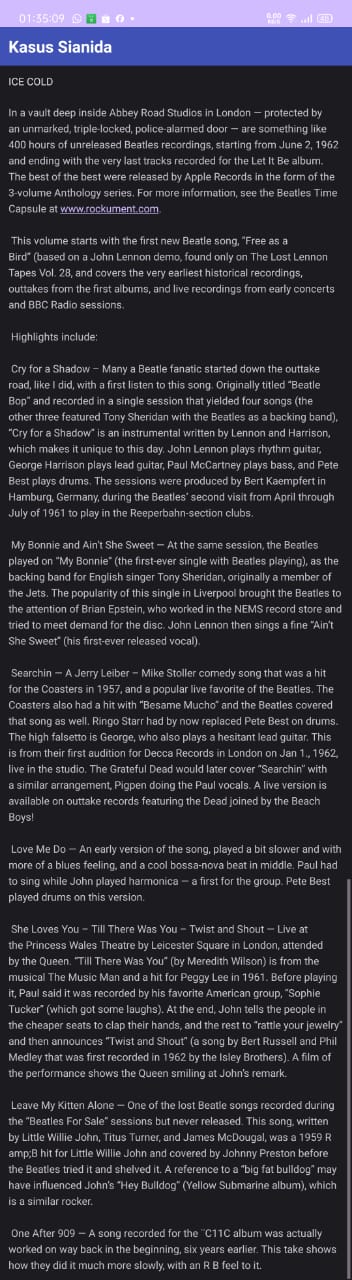 01:35:09
0.00 KB/S
Kasus Sianida
ICE COLD
In a vault deep inside Abbey Road Studios in London — protected by
an unmarked, triple-locked, police-alarmed door — are something like
400 hours of unreleased Beatles recordings, starting from June 2, 1962
and ending with the very last tracks recorded for the Let It Be album.
The best of the best were released by Apple Records in the form of the
3-volume Anthology series. For more information, see the Beatles Time
Capsule at www.rockument.com.
This volume starts with the first new Beatle song, “Free as a
Bird” (based on a John Lennon demo, found only on The Lost Lennon
Tapes Vol. 28, and covers the very earliest historical recordings,
outtakes from the first albums, and live recordings from early concerts
and BBC Radio sessions.
Highlights include:
Cry for a Shadow – Many a Beatle fanatic started down the outtake
road, like I did, with a first listen to this song. Originally titled “Beatle
Bop” and recorded in a single session that yielded four songs (the
other three featured Tony Sheridan with the Beatles as a backing band),
“Cry for a Shadow” is an instrumental written by Lennon and Harrison,
which makes it unique to this day. John Lennon plays rhythm guitar,
George Harrison plays lead guitar, Paul McCartney plays bass, and Pete
Best plays drums. The sessions were produced by Bert Kaempfert in
Hamburg, Germany, during the Beatles’ second visit from April through
July of 1961 to play in the Reeperbahn-section clubs.
My Bonnie and Ain’t She Sweet — At the same session, the Beatles
played on “My Bonnie” (the first-ever single with Beatles playing), as the
backing band for English singer Tony Sheridan, originally a member of
the Jets. The popularity of this single in Liverpool brought the Beatles to
the attention of Brian Epstein, who worked in the NEMS record store and
tried to meet demand for the disc. John Lennon then sings a fine “Ain’t
She Sweet” (his first-ever released vocal).
Searchin — A Jerry Leiber – Mike Stoller comedy song that was a hit
for the Coasters in 1957, and a popular live favorite of the Beatles. The
Coasters also had a hit with “Besame Mucho” and the Beatles covered
that song as well. Ringo Starr had by now replaced Pete Best on drums.
The high falsetto is George, who also plays a hesitant lead guitar. This
is from their first audition for Decca Records in London on Jan 1., 1962,
live in the studio. The Grateful Dead would later cover “Searchin” with
a similar arrangement, Pigpen doing the Paul vocals. A live version is
available on outtake records featuring the Dead joined by the Beach
Boys!
Love Me Do — An early version of the song, played a bit slower and with
more of a blues feeling, and a cool bossa-nova beat in middle. Paul had
to sing while John played harmonica — a first for the group. Pete Best
played drums on this version.
She Loves You – Till There Was You – Twist and Shout — Live at
the Princess Wales Theatre by Leicester Square in London, attended
by the Queen. “Till There Was You” (by Meredith Wilson) is from the
musical The Music Man and a hit for Peggy Lee in 1961. Before playing
it, Paul said it was recorded by his favorite American group, “Sophie
Tucker” (which got some laughs). At the end, John tells the people in
the cheaper seats to clap their hands, and the rest to “rattle your jewelry”
and then announces “Twist and Shout” (a song by Bert Russell and Phil
Medley that was first recorded in 1962 by the Isley Brothers). A film of
the performance shows the Queen smiling at John’s remark.
Leave My Kitten Alone — One of the lost Beatle songs recorded during
the “Beatles For Sale” sessions but never released. This song, written
by Little Willie John, Titus Turner, and James McDougal, was a 1959 R
amp;B hit for Little Willie John and covered by Johnny Preston before
the Beatles tried it and shelved it. A reference to a “big fat bulldog” may
have influenced John’s “Hey Bulldog” (Yellow Submarine album), which
is a similar rocker.
One After 909 — A song recorded for the ¨C11C album was actually
worked on way back in the beginning, six years earlier. This take shows
how they did it much more slowly, with an R B feel to it.